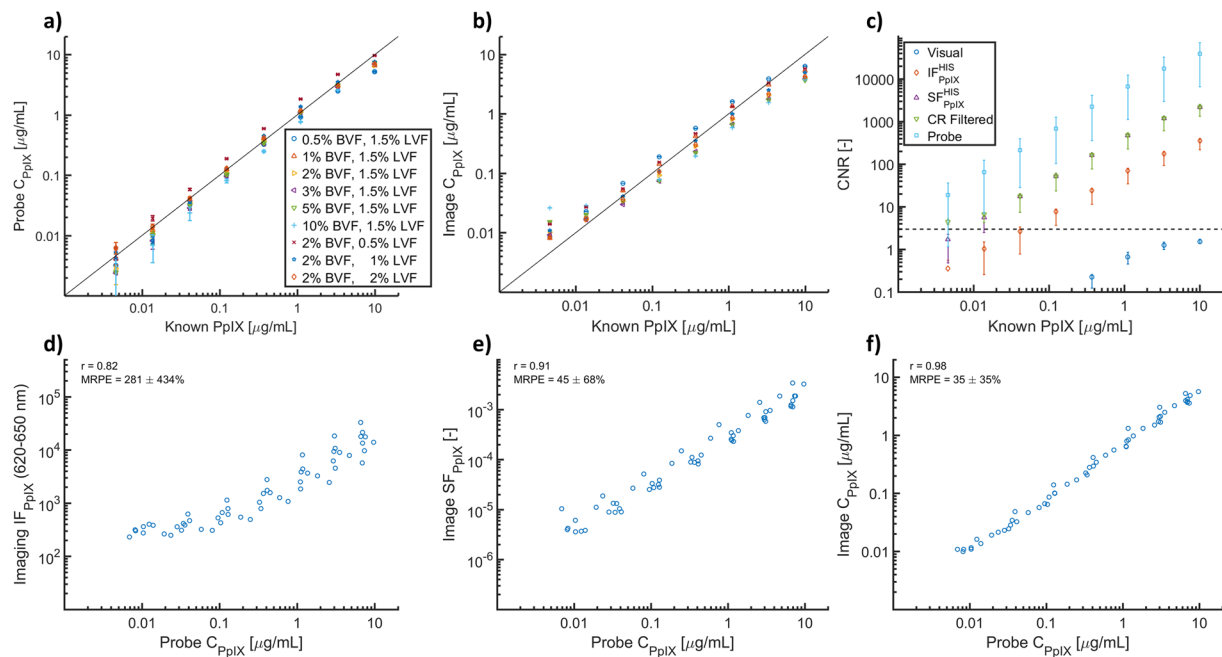 a)
Probe C_PpIX [μg/mL]
10
1
0.1
0.01
0.01 0.1 1 10
Known PpIX [μg/mL]
0.5% BVF, 1.5% LVF
1% BVF, 1.5% LVF
2% BVF, 1.5% LVF
3% BVF, 1.5% LVF
5% BVF, 1.5% LVF
10% BVF, 1.5% LVF
2% BVF, 0.5% LVF
2% BVF, 1% LVF
2% BVF, 2% LVF
b)
Image C_PpIX [μg/mL]
10
1
0.1
0.01
0.01 0.1 1 10
Known PpIX [μg/mL]
c)
CNR [-]
10000
1000
100
10
1
0.1
0.01 0.1 1 10
Known PpIX [μg/mL]
Visual
IF^HIS_PpIX
SF^HIS_PpIX
CR Filtered
Probe
d)
r = 0.82
MRPE = 281 ± 434%
Imaging IF_PpIX (620-650 nm)
10^5
10^4
10^3
10^2
0.01 0.1 1 10
Probe C_PpIX [μg/mL]
e)
r = 0.91
MRPE = 45 ± 68%
Image SF_PpIX [-]
10^-3
10^-4
10^-5
10^-6
0.01 0.1 1 10
Probe C_PpIX [μg/mL]
f)
r = 0.98
MRPE = 35 ± 35%
Image C_PpIX [μg/mL]
10
1
0.1
0.01
0.01 0.1 1 10
Probe C_PpIX [μg/mL]